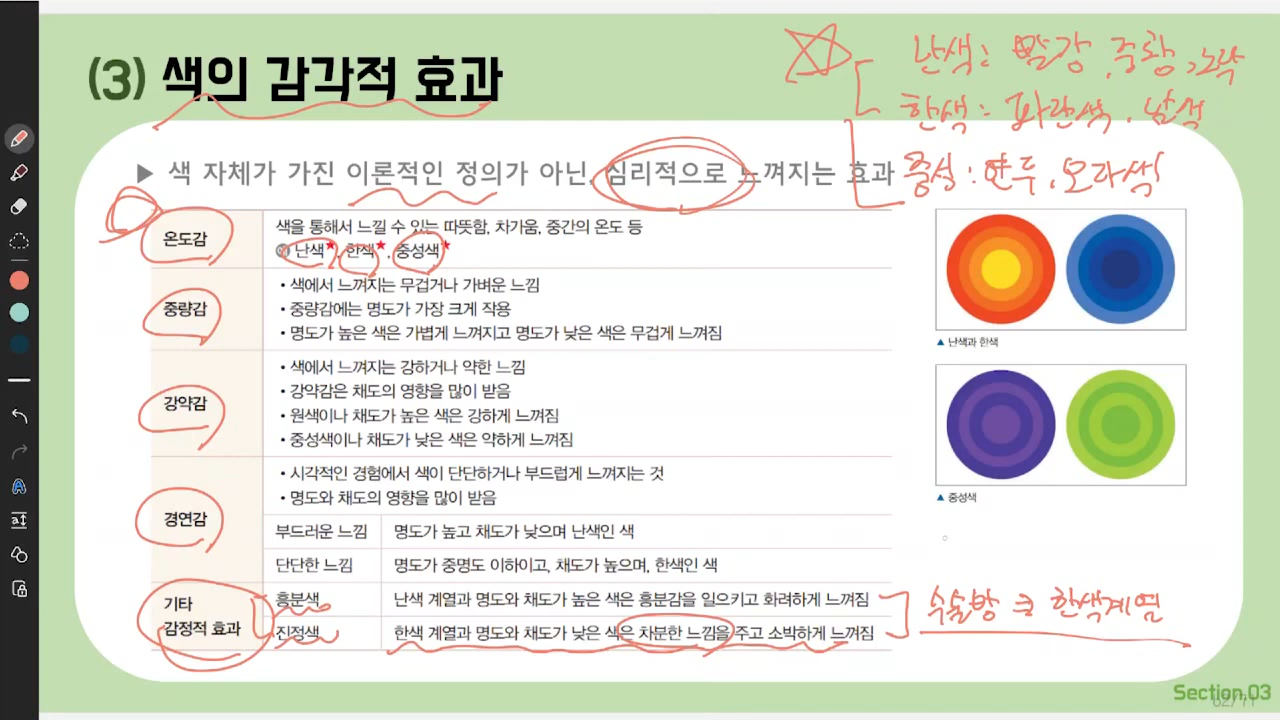 (3) 색의 감각적 효과
난색: 빨강, 주황, 노랑
한색: 파란색, 남색
중성: 연두, 보라색
▶ 색 자체가 가진 이론적인 정의가 아닌, 심리적으로 느껴지는 효과
온도감
색을 통해서 느낄 수 있는 따뜻함, 차가움, 중간의 온도 등
예 난색★, 한색★, 중성색★
중량감
• 색에서 느껴지는 무겁거나 가벼운 느낌
• 중량감에는 명도가 가장 크게 작용
• 명도가 높은 색은 가볍게 느껴지고 명도가 낮은 색은 무겁게 느껴짐
강약감
• 색에서 느껴지는 강하거나 약한 느낌
• 강약감은 채도의 영향을 많이 받음
• 원색이나 채도가 높은 색은 강하게 느껴짐
• 중성색이나 채도가 낮은 색은 약하게 느껴짐
경연감
• 시각적인 경험에서 색이 단단하거나 부드럽게 느껴지는 것
• 명도와 채도의 영향을 많이 받음
부드러운 느낌 명도가 높고 채도가 낮으며 난색인 색
단단한 느낌 명도가 중명도 이하이고, 채도가 높으며, 한색인 색
기타
감정적 효과
흥분색 난색 계열과 명도와 채도가 높은 색은 흥분감을 일으키고 화려하게 느껴짐
진정색 한색 계열과 명도와 채도가 낮은 색은 차분한 느낌을 주고 소박하게 느껴짐
▲ 난색과 한색
▲ 중성색
수술방 한색계열
Section 03
62/71